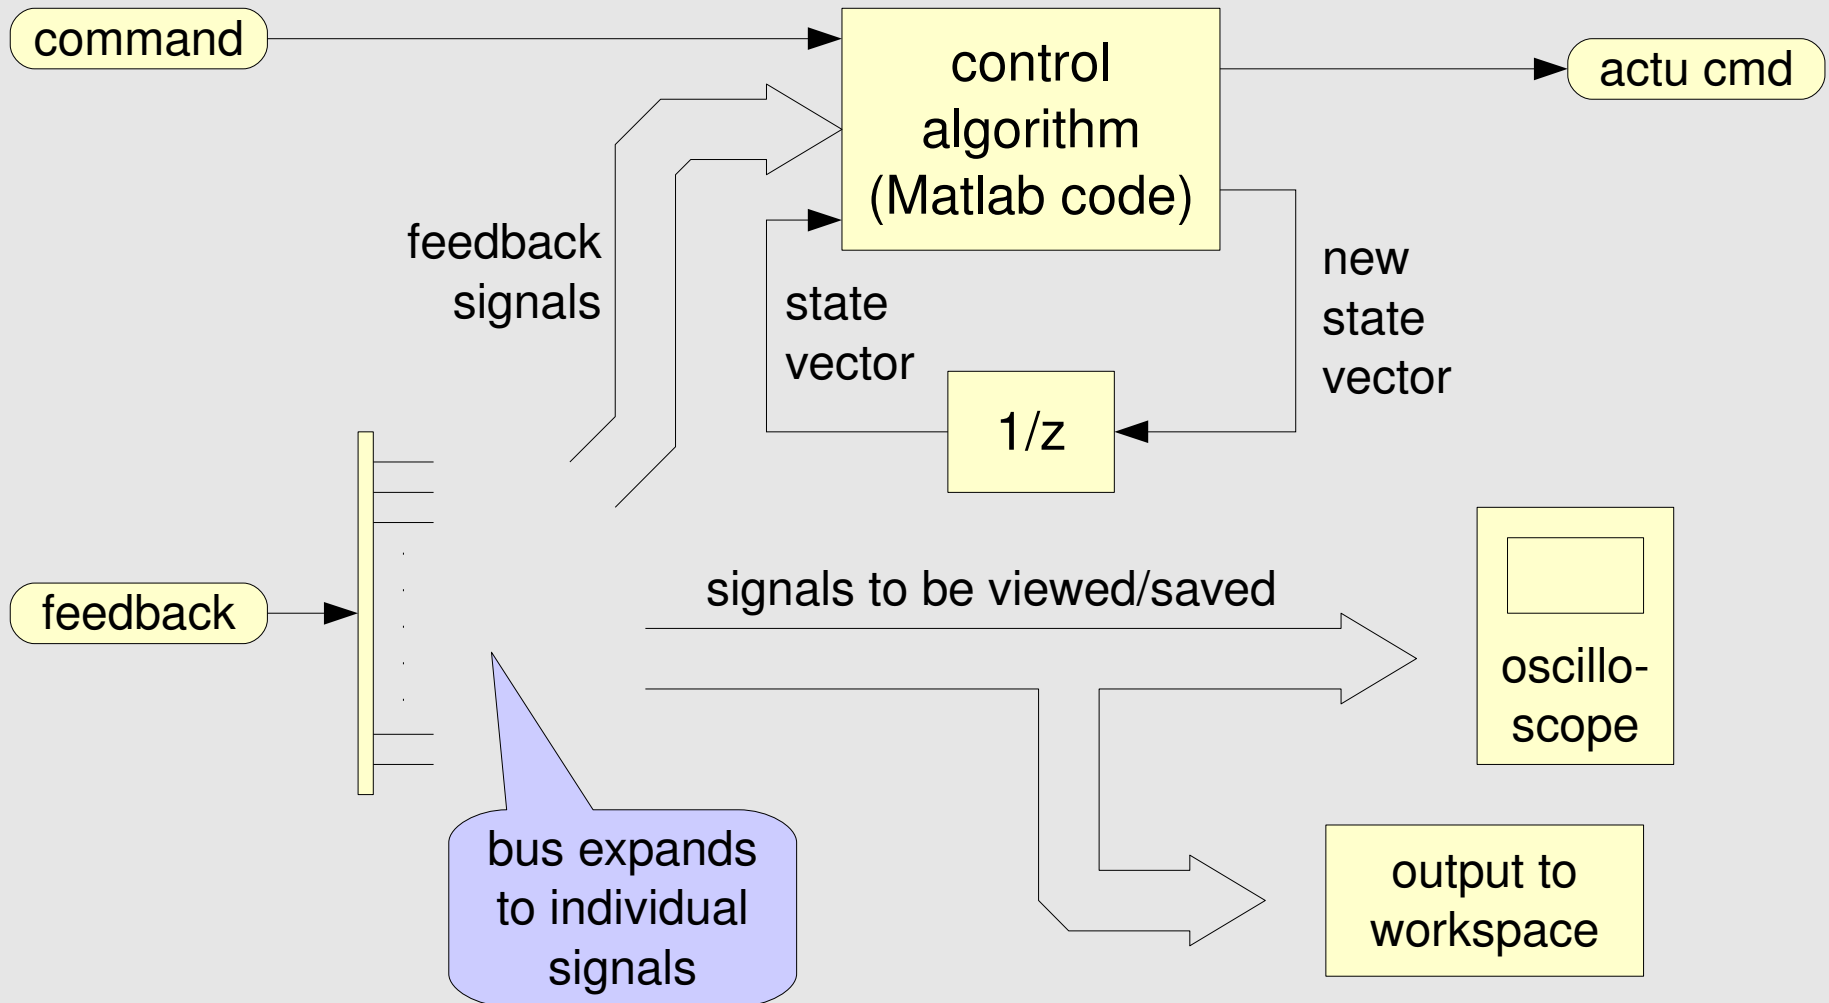 command
control
algorithm
(Matlab code)
actu cmd
feedback
signals
state
vector
new
state
vector
1/z
feedback
signals to be viewed/saved
oscillo-
scope
bus expands
to individual
signals
output to
workspace